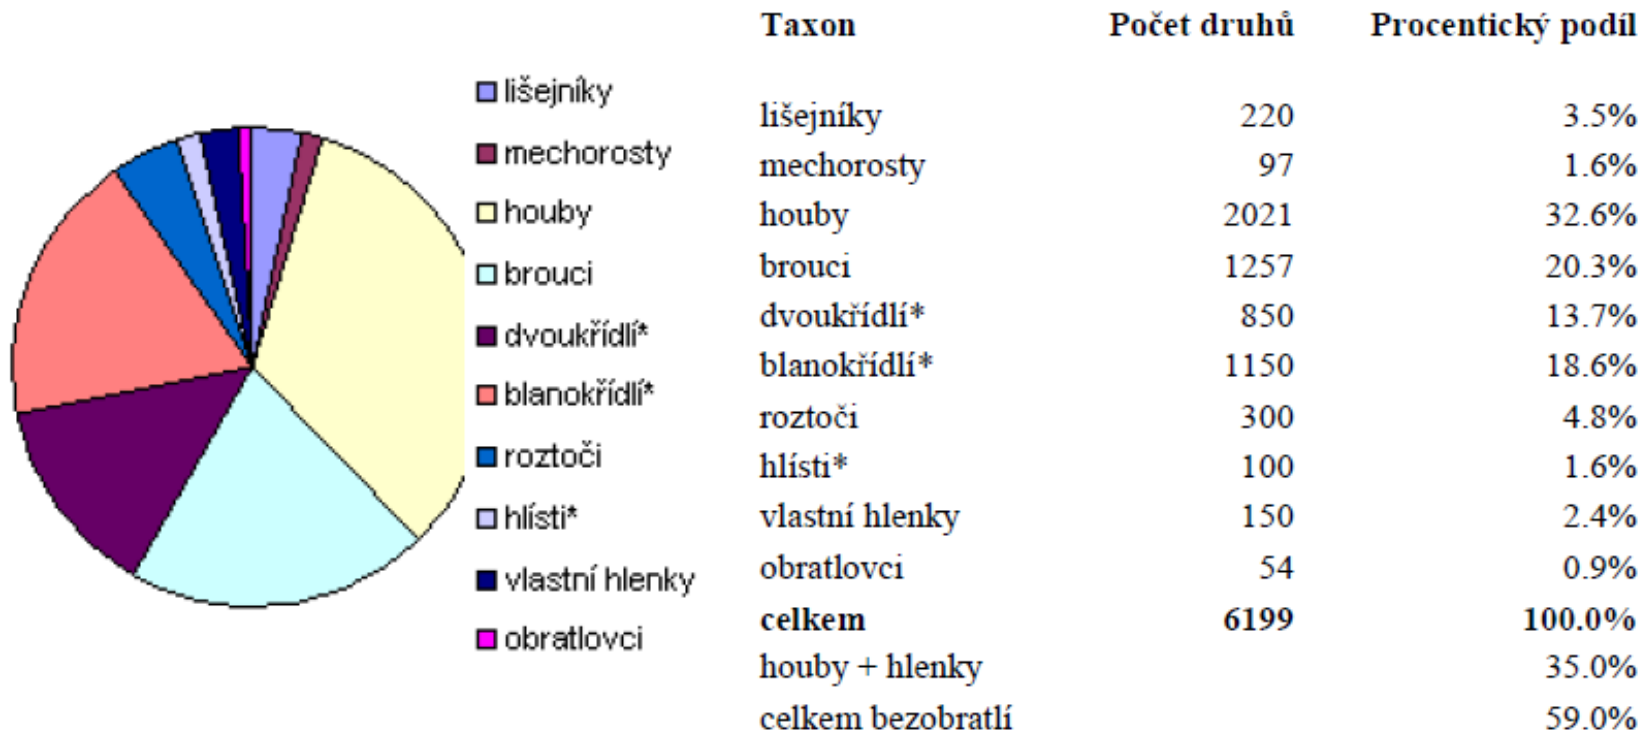 lišejníky
mechorosty
houby
brouci
dvoukřídlí*
blanokřídlí*
roztoči
hlísti*
vlastní hlenky
obratlovci
Taxon Počet druhů Procentický podíl
lišejníky 220 3.5%
mechorosty 97 1.6%
houby 2021 32.6%
brouci 1257 20.3%
dvoukřídlí* 850 13.7%
blanokřídlí* 1150 18.6%
roztoči 300 4.8%
hlísti* 100 1.6%
vlastní hlenky 150 2.4%
obratlovci 54 0.9%
celkem 6199 100.0%
houby + hlenky 35.0%
celkem bezobratlí 59.0%